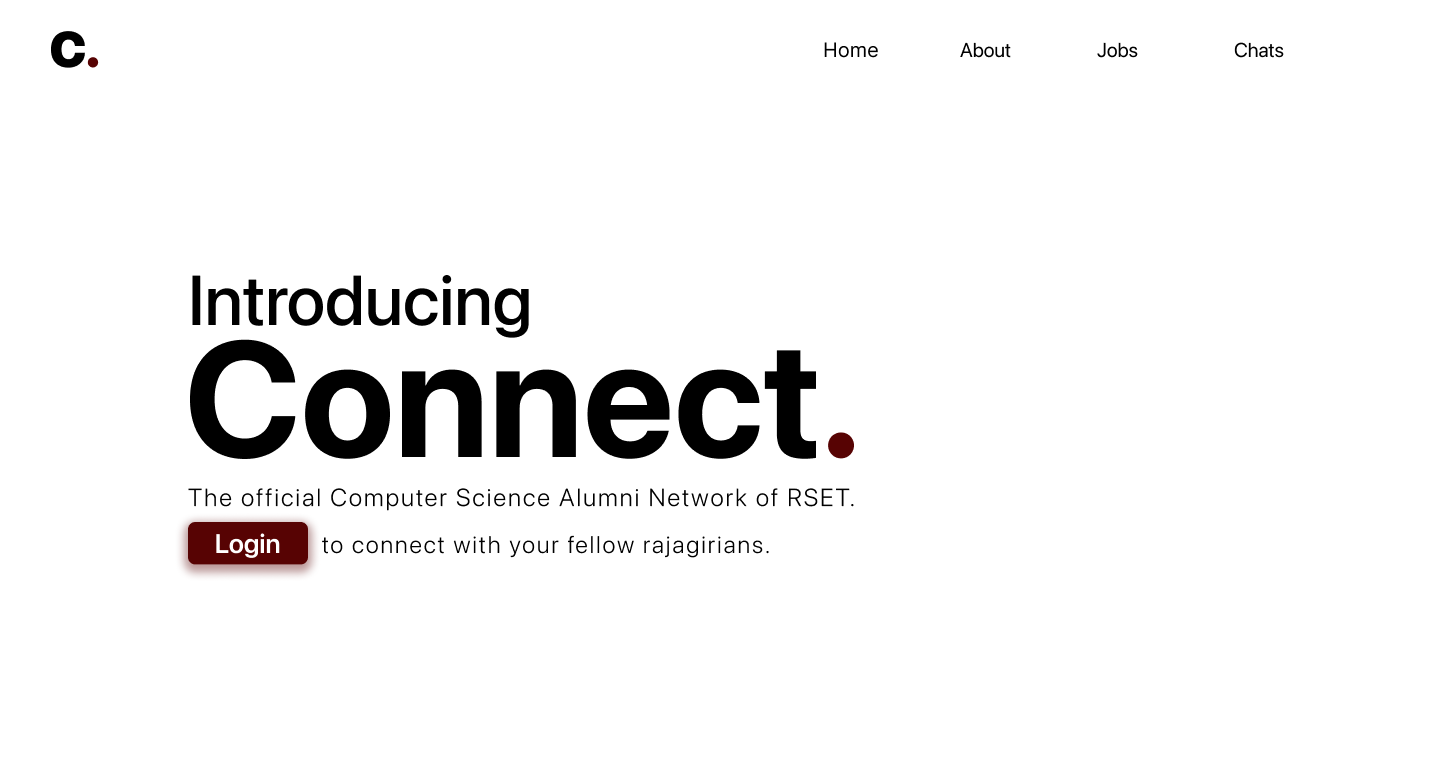 c.
Home About Jobs Chats
Introducing
Connect.
The official Computer Science Alumni Network of RSET.
Login to connect with your fellow rajagirians.